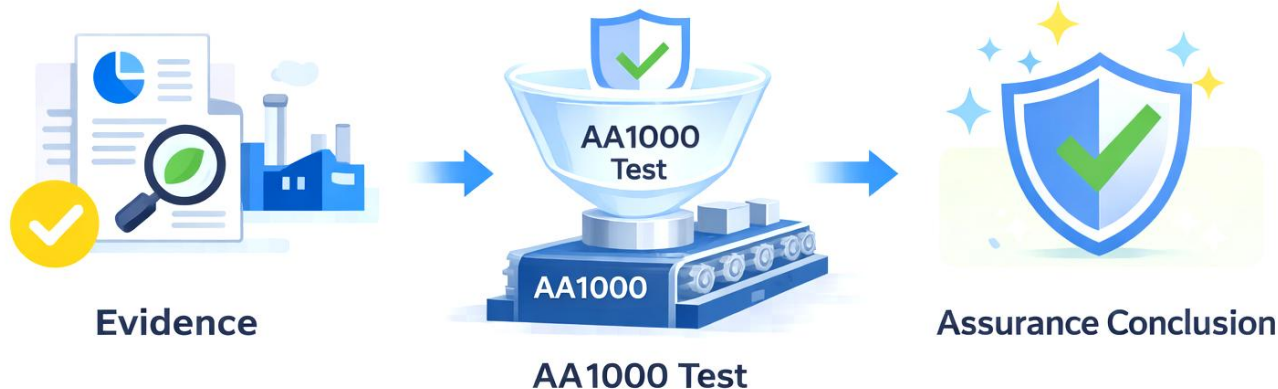 Evidence
AA1000
Test
AA1000
AA1000 Test
Assurance Conclusion